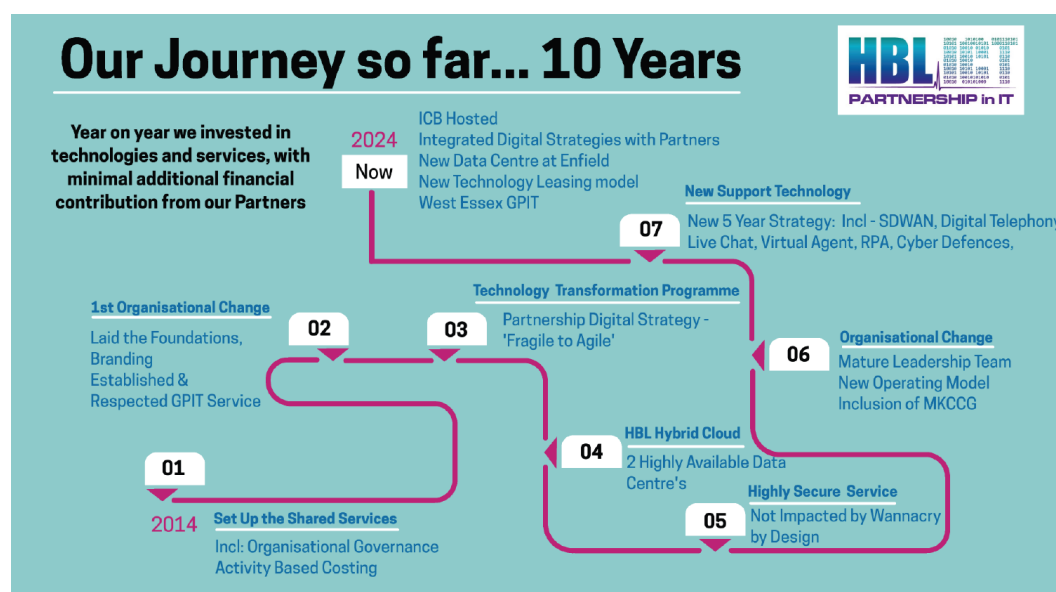 Our Journey so far... 10 Years
HBL
PARTNERSHIP in IT
Year on year we invested in
technologies and services, with
minimal additional financial
contribution from our Partners
2024
Now
ICB Hosted
Integrated Digital Strategies with Partners
New Data Centre at Enfield
New Technology Leasing model
West Essex GPIT
07
New Support Technology
New 5 Year Strategy: Incl - SDWAN, Digital Telephony
Live Chat, Virtual Agent, RPA, Cyber Defences,
1st Organisational Change
02
Laid the Foundations,
Branding
Established &
Respected GPIT Service
Technology Transformation Programme
03
Partnership Digital Strategy -
'Fragile to Agile'
06
Organisational Change
Mature Leadership Team
New Operating Model
Inclusion of MKCCG
04
HBL Hybrid Cloud
2 Highly Available Data
Centre's
01
2014
Set Up the Shared Services
Incl: Organisational Governance
Activity Based Costing
05
Highly Secure Service
Not Impacted by Wannacry
by Design